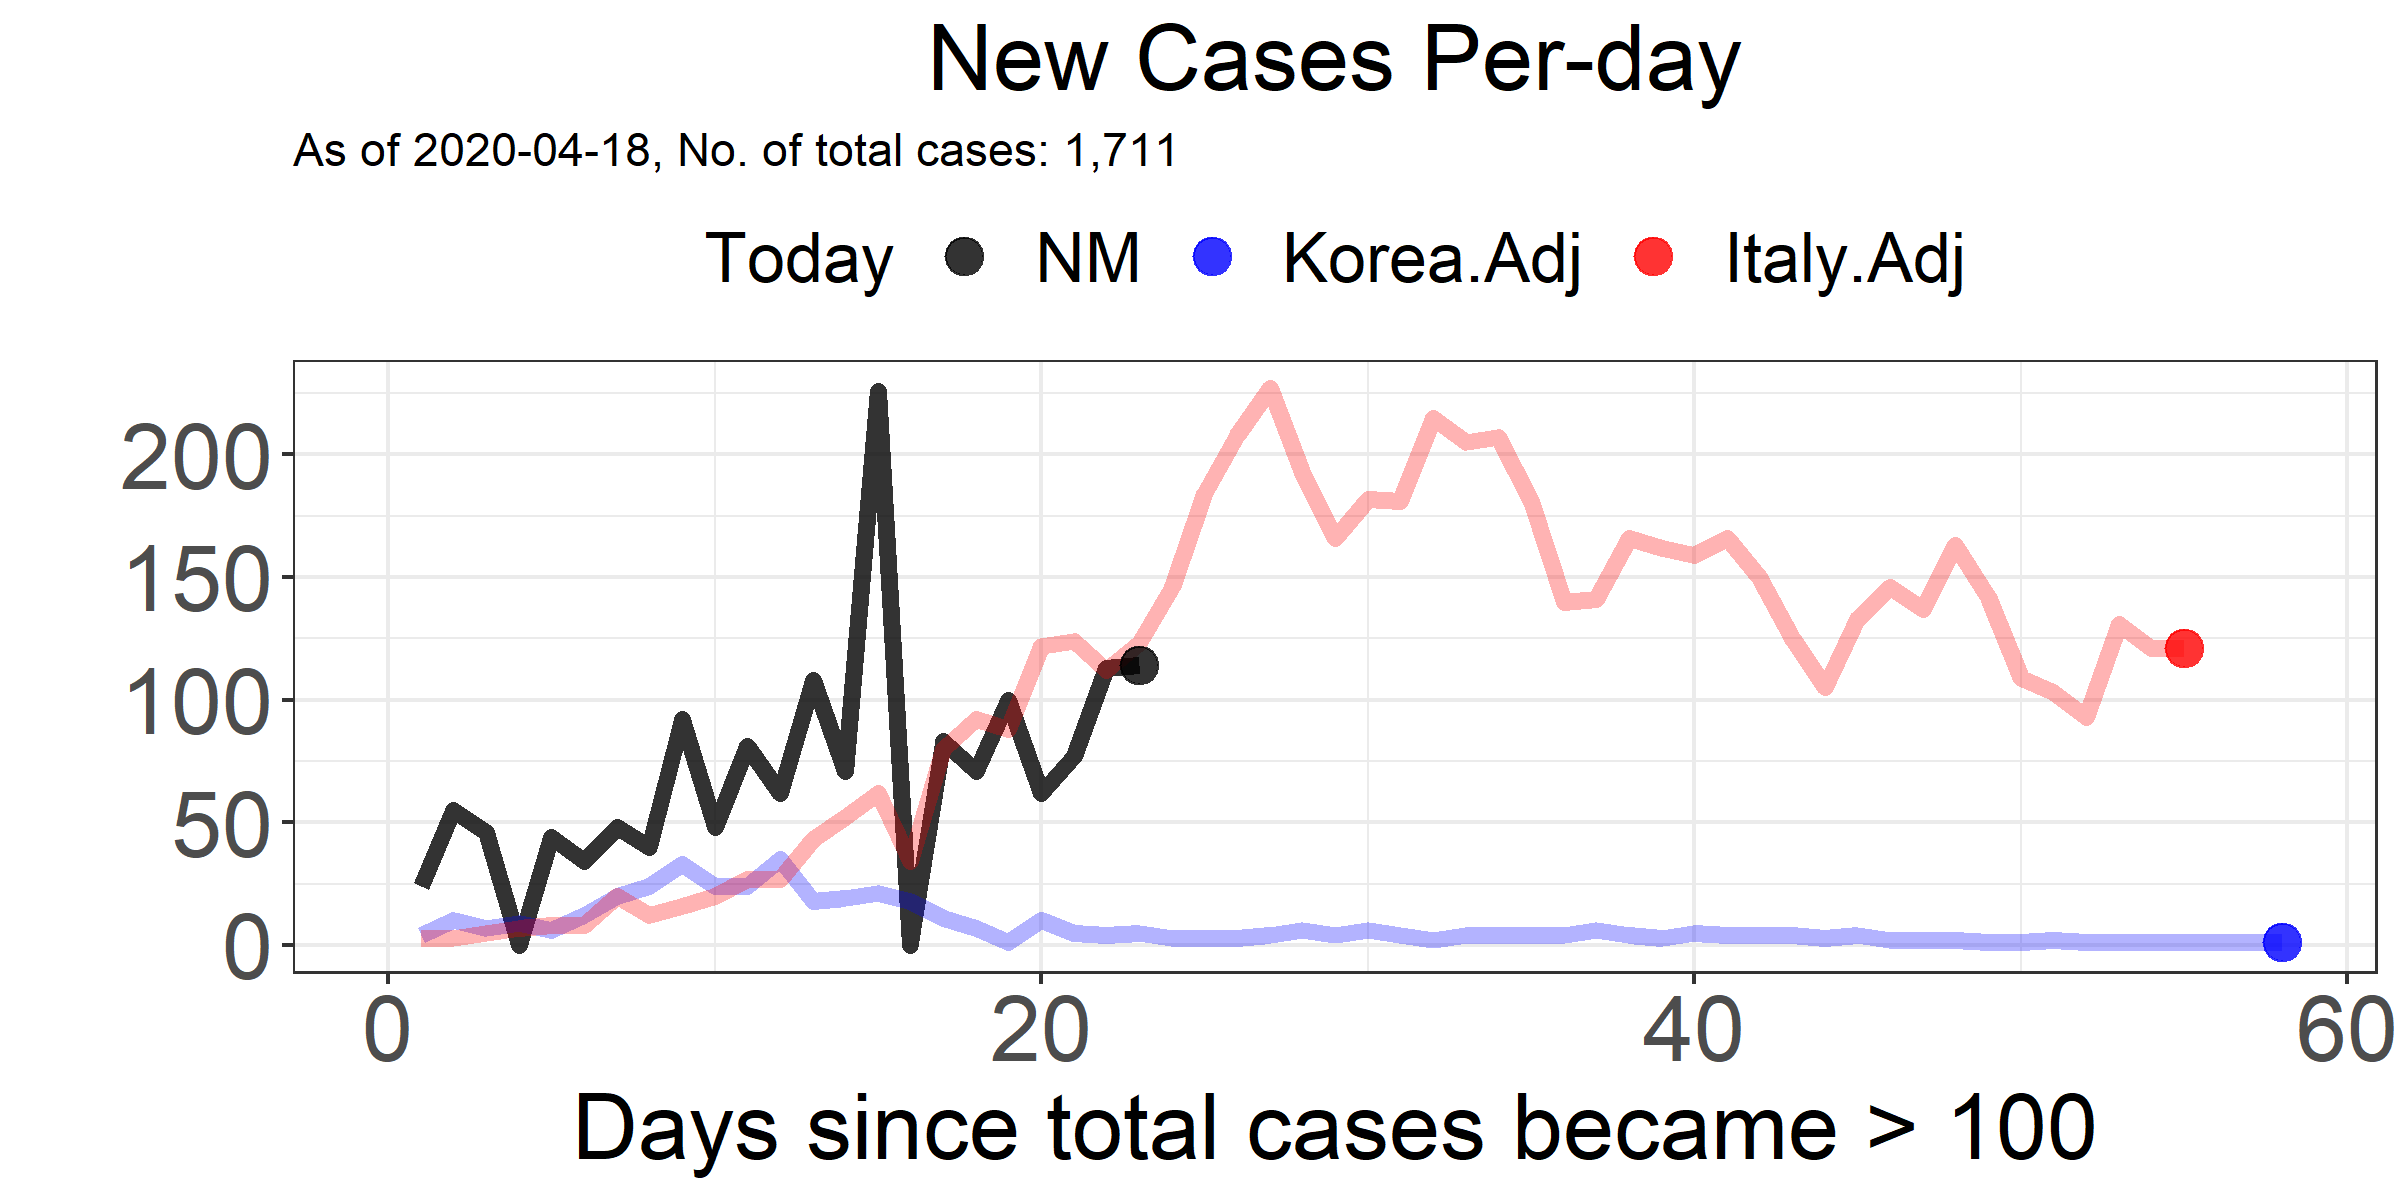 New Cases Per-day
As of 2020-04-18, No. of total cases: 1,711
Today NM Korea.Adj Italy.Adj
200
150
100
50
0
0 20 40 60
Days since total cases became > 100